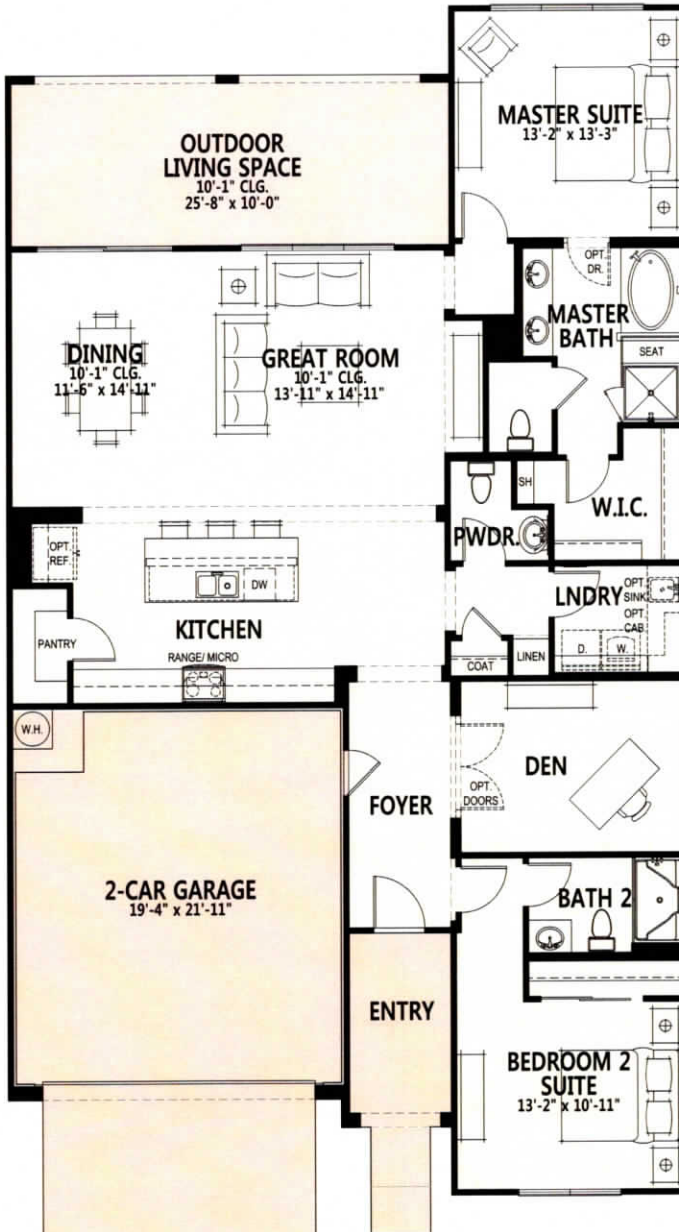 MASTER SUITE
13'-2" x 13'-3"
OUTDOOR
LIVING SPACE
10'-1" CLG.
25'-8" x 10'-0"
OPT.
DR.
MASTER
BATH
SEAT
DINING
10'-1" CLG.
11'-6" x 14'-11"
GREAT ROOM
10'-1" CLG.
13'-11" x 14'-11"
SH
W.I.C.
PWDR.
OPT.
REF.
DW
KITCHEN
RANGE/ MICRO
PANTRY
LNDRY
OPT.
SINK
OPT.
CAB
D.
W.
COAT
LINEN
W.H.
FOYER
OPT.
DOORS
DEN
2-CAR GARAGE
19'-4" x 21'-11"
BATH 2
ENTRY
BEDROOM 2
SUITE
13'-2" x 10'-11"